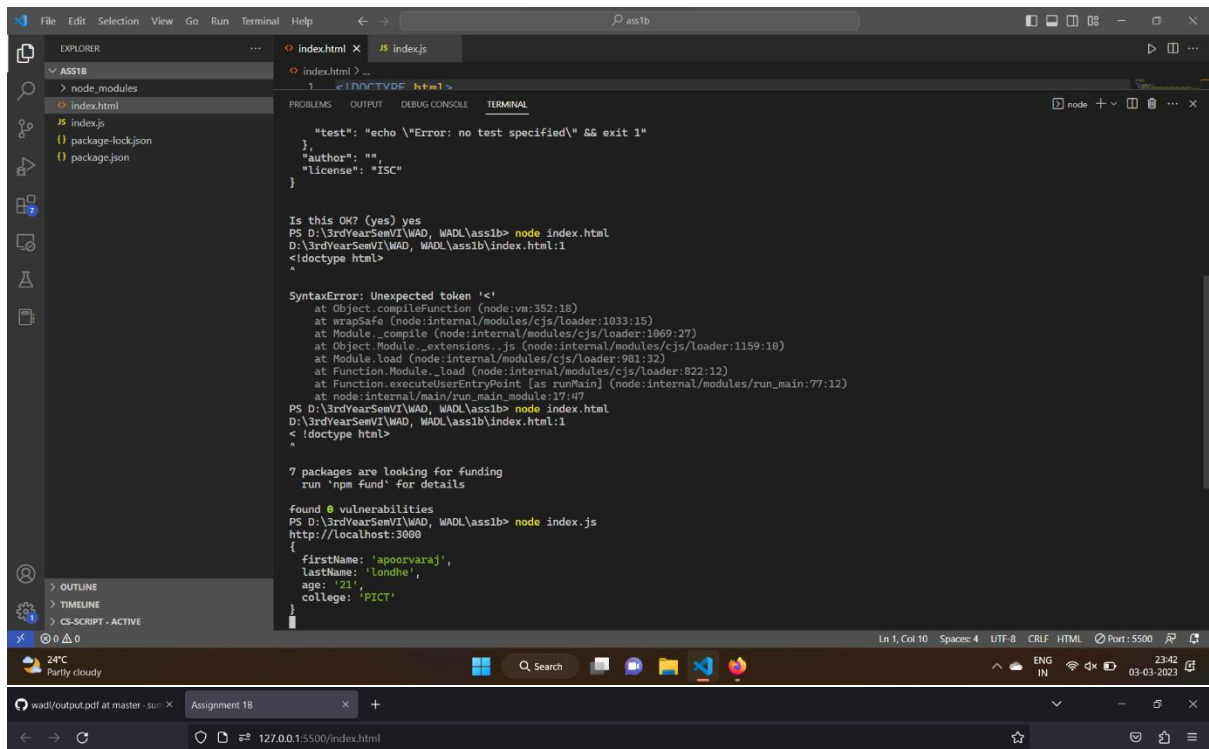 File Edit Selection View Go Run Terminal Help
ass1b
EXPLORER
index.html
JS index.js
ASS1B
index.html > ...
node_modules
1 <!DOCTYPE html>
index.html
PROBLEMS OUTPUT DEBUG CONSOLE TERMINAL
node
JS index.js
{} package-lock.json
{} package.json
"test": "echo \"Error: no test specified\" && exit 1"
},
"author": "",
"license": "ISC"
}
Is this OK? (yes) yes
PS D:\3rdYearSemVI\WAD, WADL\ass1b> node index.html
D:\3rdYearSemVI\WAD, WADL\ass1b\index.html:1
<!doctype html>
^
SyntaxError: Unexpected token '<'
at Object.compileFunction (node:vm:352:18)
at wrapSafe (node:internal/modules/cjs/loader:1033:15)
at Module._compile (node:internal/modules/cjs/loader:1069:27)
at Object.Module._extensions..js (node:internal/modules/cjs/loader:1159:10)
at Module.load (node:internal/modules/cjs/loader:981:32)
at Function.Module._load (node:internal/modules/cjs/loader:822:12)
at Function.executeUserEntryPoint [as runMain] (node:internal/modules/run_main:77:12)
at node:internal/main/run_main_module:17:47
PS D:\3rdYearSemVI\WAD, WADL\ass1b> node index.html
D:\3rdYearSemVI\WAD, WADL\ass1b\index.html:1
< !doctype html>
^
7 packages are looking for funding
run `npm fund` for details
found 0 vulnerabilities
PS D:\3rdYearSemVI\WAD, WADL\ass1b> node index.js
http://localhost:3000
{
firstName: 'apoorvaraj',
lastName: 'londhe',
age: '21',
college: 'PICT'
}
7
1
OUTLINE
TIMELINE
CS-SCRIPT - ACTIVE
0 0
Ln 1, Col 10 Spaces: 4 UTF-8 CRLF HTML Port : 5500
24°C
Partly cloudy
Search
ENG
IN
23:42
03-03-2023
wadl/output.pdf at master · sum
Assignment 1B
127.0.0.1:5500/index.html